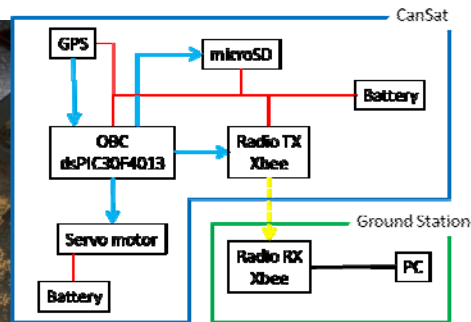 CanSat
GPS
microSD
Battery
OBC
dsPIC30F4013
Radio TX
Xbee
Servo motor
Battery
Ground Station
Radio RX
Xbee
PC